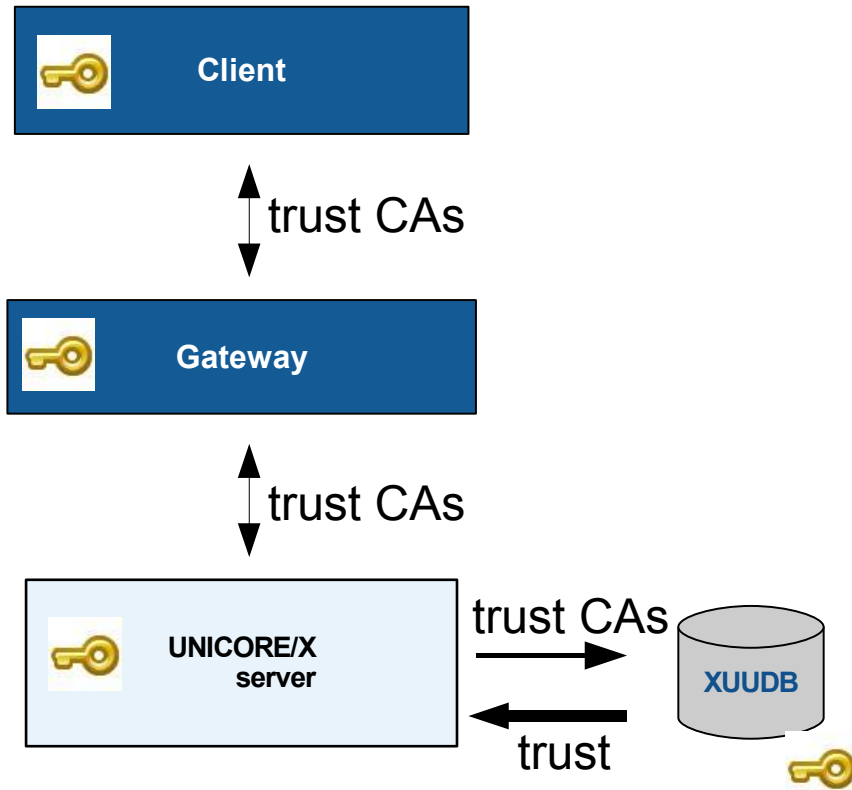 Client
trust CAs
Gateway
trust CAs
UNICORE/X
server
trust CAs
XUUDB
trust